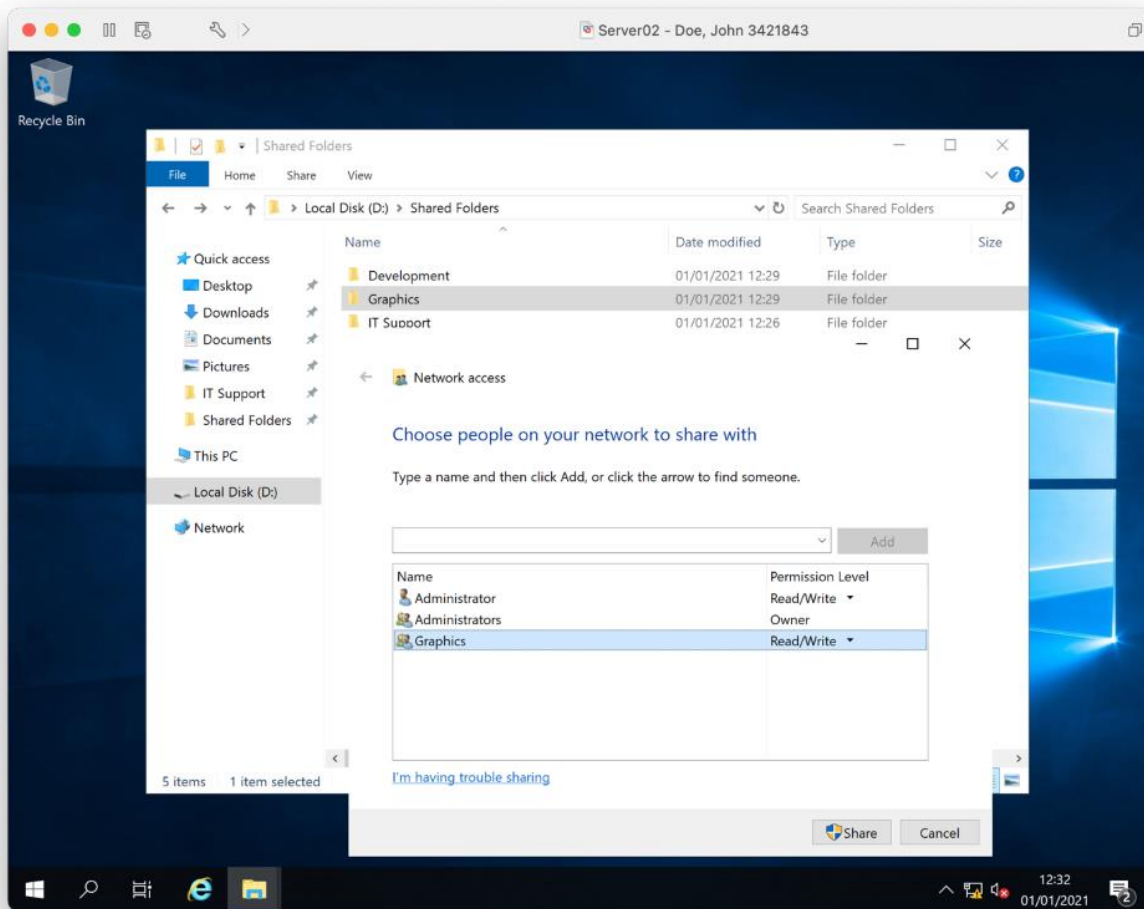 Server02 - Doe, John 3421843
Recycle Bin
Shared Folders
File Home Share View
Local Disk (D:) > Shared Folders
Search Shared Folders
Name Date modified Type Size
Quick access
Desktop
Downloads
Documents
Pictures
IT Support
Shared Folders
This PC
Local Disk (D:)
Network
Development 01/01/2021 12:29 File folder
Graphics 01/01/2021 12:29 File folder
IT Support 01/01/2021 12:26 File folder
Network access
Choose people on your network to share with
Type a name and then click Add, or click the arrow to find someone.
Add
Name Permission Level
Administrator Read/Write
Administrators Owner
Graphics Read/Write
I'm having trouble sharing
5 items 1 item selected
Share Cancel
12:32
01/01/2021
2